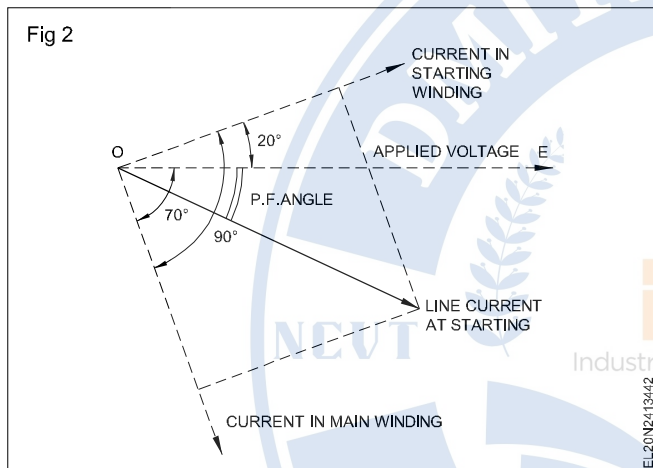 Fig 2
CURRENT IN
STARTING
WINDING
20°
O
APPLIED VOLTAGE E
P.F.ANGLE
70°
90°
LINE CURRENT
AT STARTING
NCVT
Industr
CURRENT IN MAIN WINDING
EL20N2413442